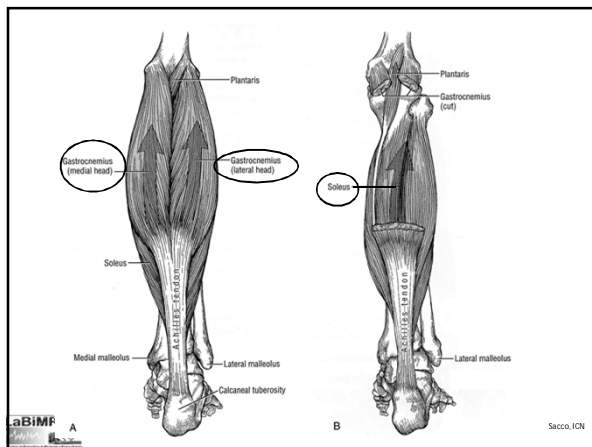 Plantaris
Gastrocnemius
(medial head)
Gastrocnemius
(lateral head)
Soleus
Achilles tendon
Medial malleolus
Lateral malleolus
Calcaneal tuberosity
A
Plantaris
Gastrocnemius
(cut)
Soleus
Achilles tendon
Lateral malleolus
B
LaBiMPH
Sacco, ICN